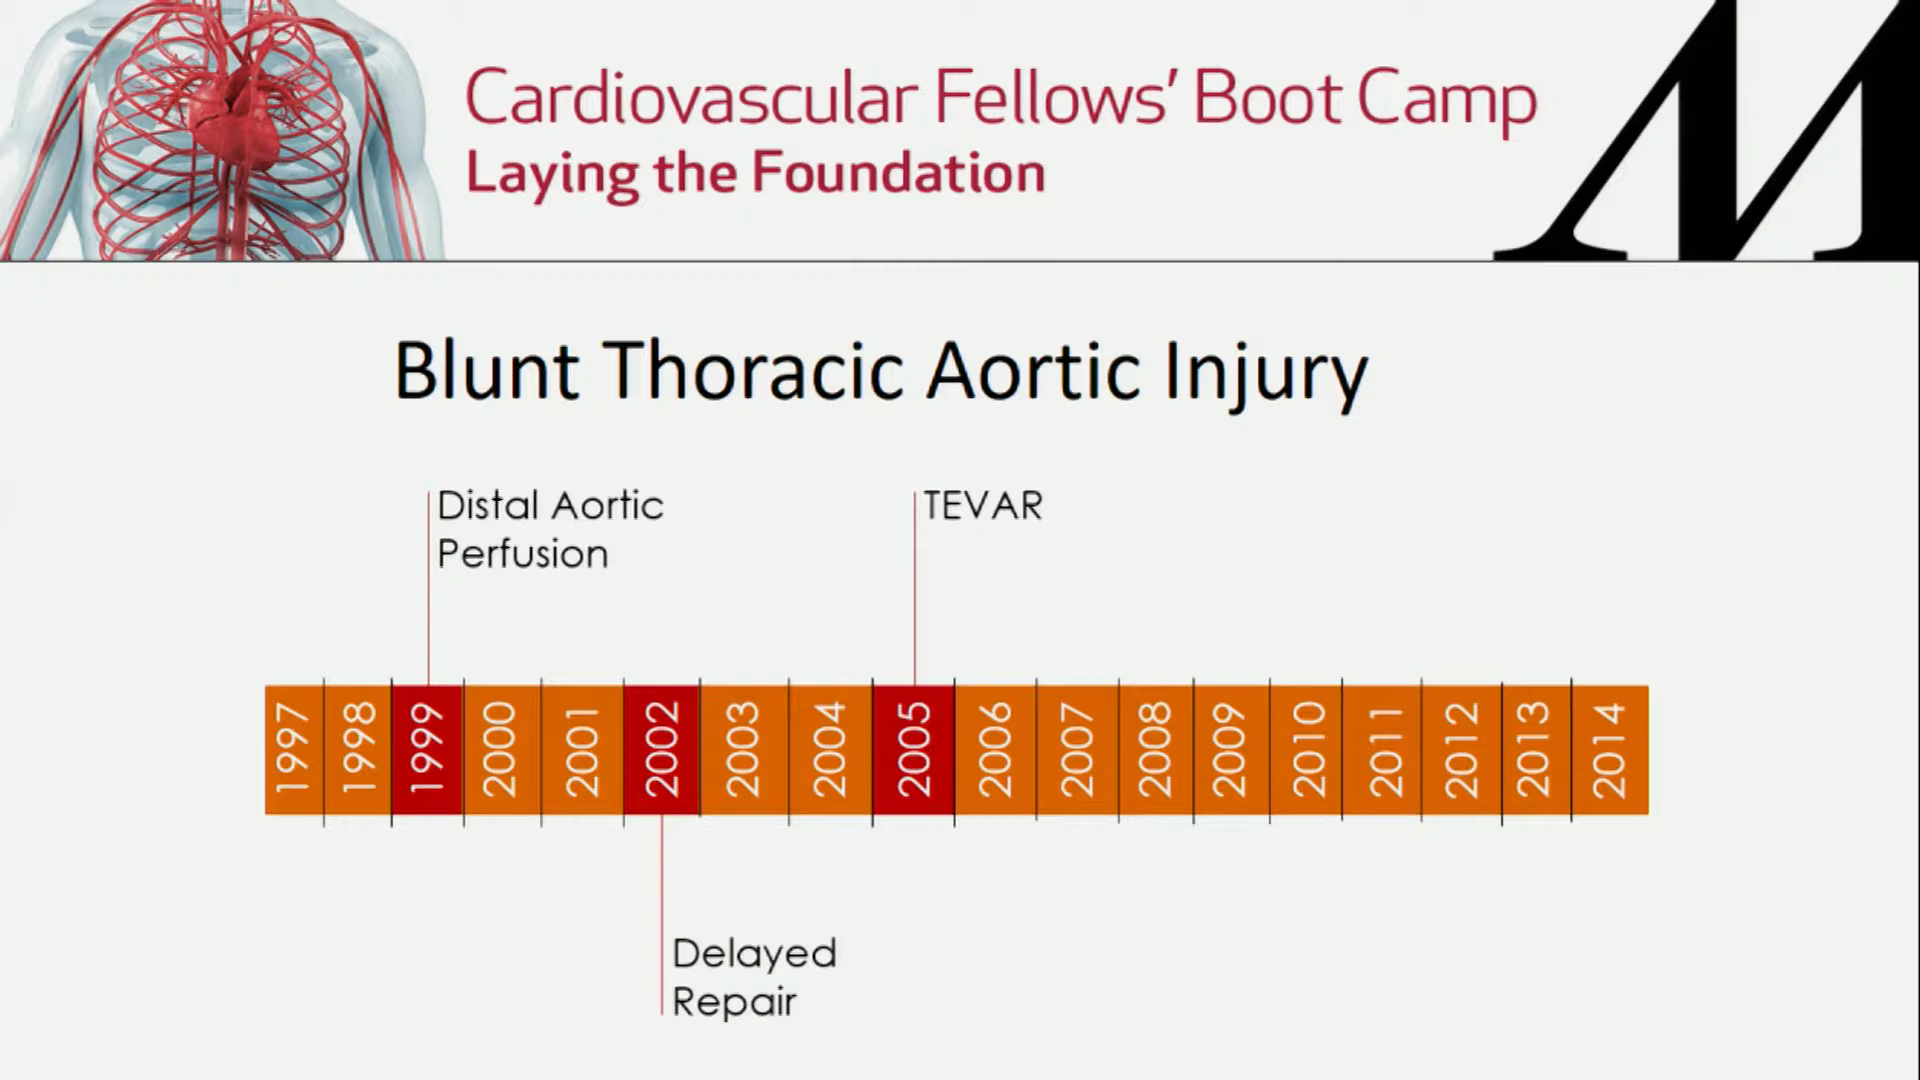 Cardiovascular Fellows' Boot Camp
Laying the Foundation
M
Blunt Thoracic Aortic Injury
Distal Aortic
Perfusion
TEVAR
1997
1998
1999
2000
2001
2002
2003
2004
2005
2006
2007
2008
2009
2010
2011
2012
2013
2014
Delayed
Repair